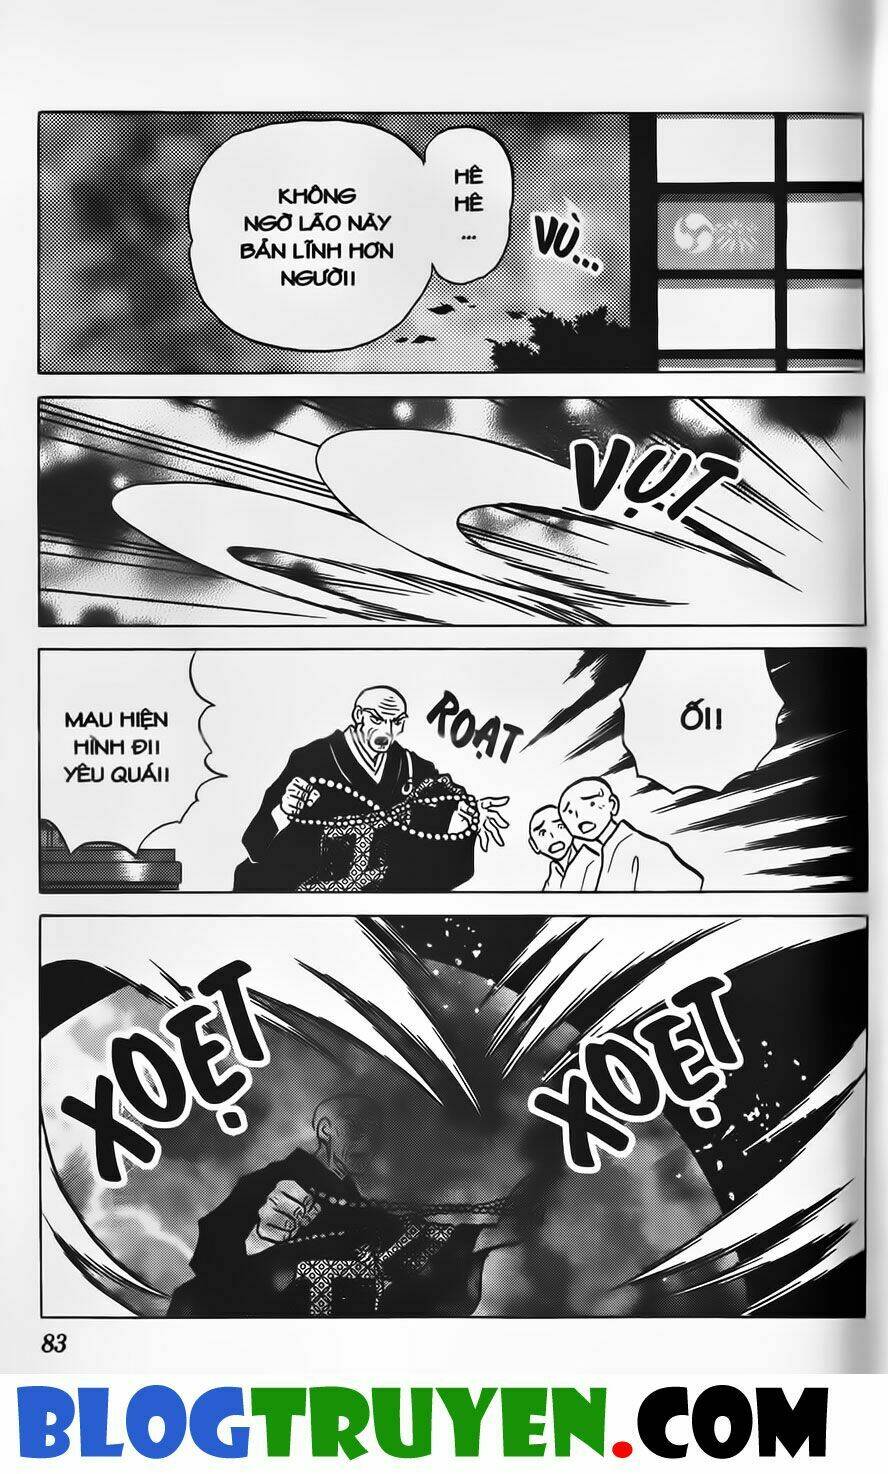 HÊ
HÊ
...
KHÔNG
NGỜ LÃO NÀY
BẢN LĨNH HƠN
NGƯỜI!!
VÙ...
VỤT
MAU HIỆN
HÌNH ĐI!
YÊU QUÁI!
ROẠT
ỐI!!
XOẸT
XOẸT
83
BLOGTRUYEN.COM